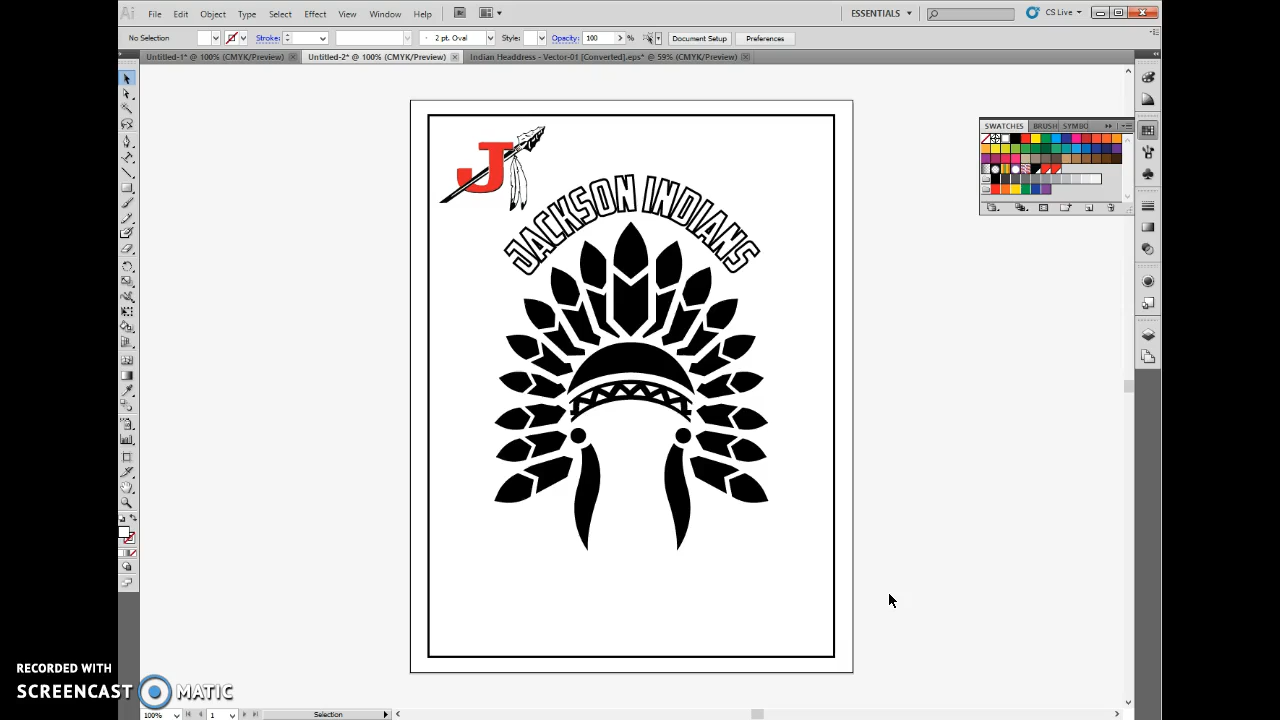 Ai File Edit Object Type Select Effect View Window Help ESSENTIALS CS Live
No Selection Stroke: 2 pt. Oval Style: Opacity: 100 % Document Setup Preferences
Untitled-1* @ 100% (CMYK/Preview) Untitled-2* @ 100% (CMYK/Preview) Indian Headdress - Vector-01 [Converted].eps* @ 59% (CMYK/Preview)
SWATCHES BRUSH SYMBO
J
JACKSON INDIANS
RECORDED WITH
SCREENCAST MATIC
100% 1 Selection